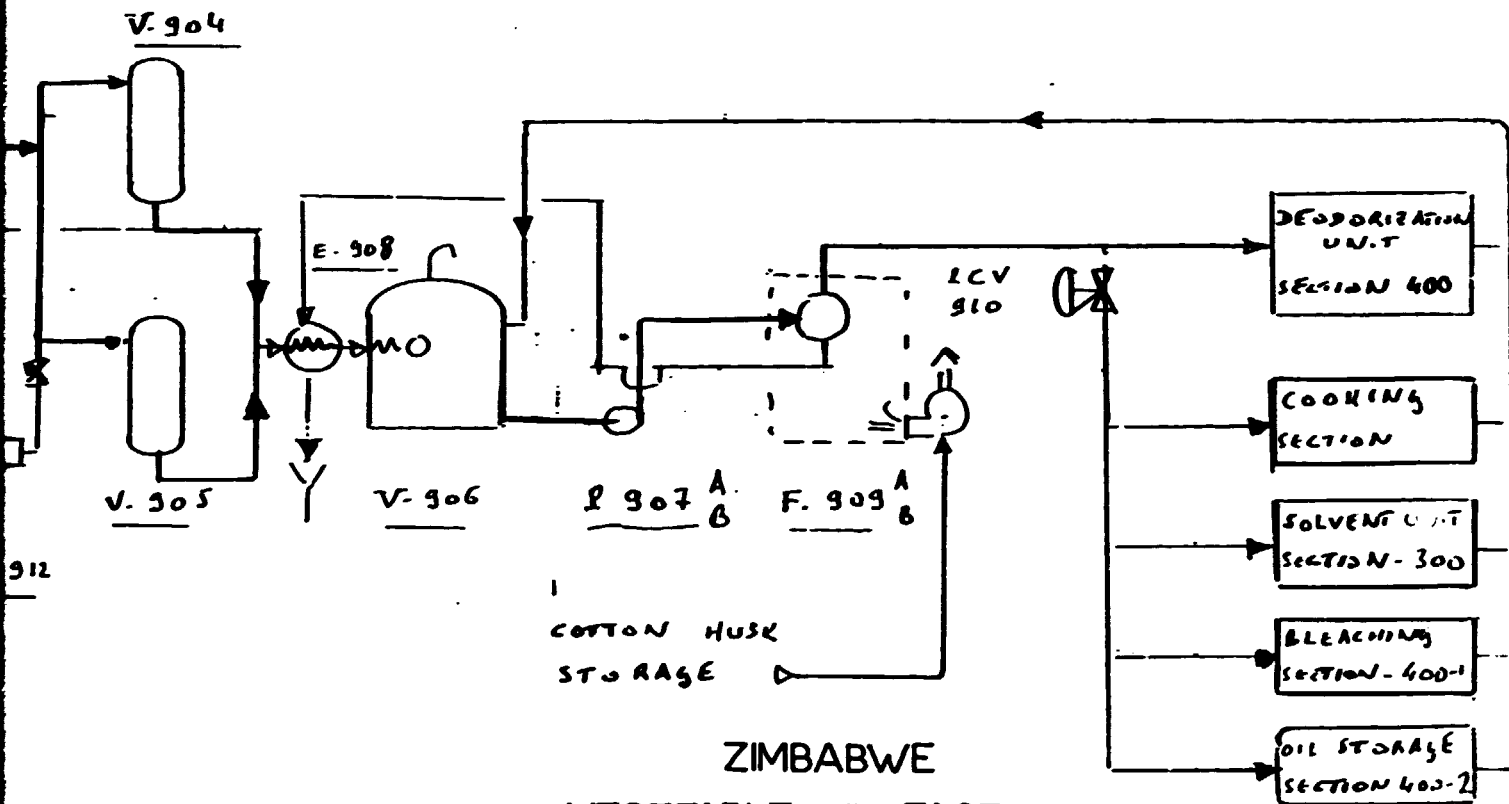 V-904
E-908
LCV
910
DEODORIZATION
UNIT
SECTION 400
COOKING
SECTION
V-905
V-906
P 907 A
B
F. 909 A
B
SOLVENT
SECTION-300
912
COTTON HUSK
STORAGE
BLEACHING
SECTION-400-1
ZIMBABWE
OIL STORAGE
SECTION 400-2